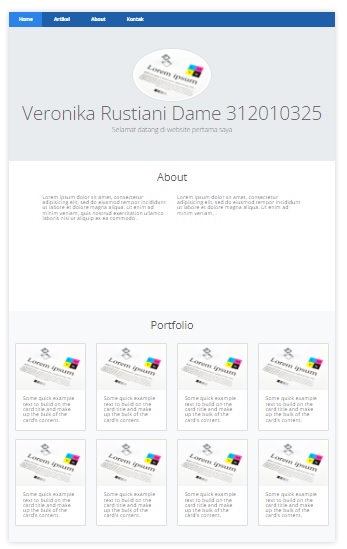 Home Artikel About Kontak
Lorem ipsum
Veronika Rustiani Dame 312010325
Selamat datang di website pertama saya
About
Lorem ipsum dolor sit amet, consectetur
adipisicing elit, sed do eiusmod tempor incididunt
ut labore et dolore magna aliqua. Ut enim ad
minim veniam, quis nostrud exercitation ullamco
laboris nisi ut aliquip ex ea commodo.
Lorem ipsum dolor sit amet, consectetur
adipisicing elit, sed do eiusmod tempor incididunt
ut labore et dolore magna aliqua. Ut enim ad
minim veniam,
Portfolio
Lorem ipsum
Some quick example
text to build on the
card title and make
up the bulk of the
card's content.
Lorem ipsum
Some quick example
text to build on the
card title and make
up the bulk of the
card's content.
Lorem ipsum
Some quick example
text to build on the
card title and make
up the bulk of the
card's content.
Lorem ipsum
Some quick example
text to build on the
card title and make
up the bulk of the
card's content.
Lorem ipsum
Some quick example
text to build on the
card title and make
up the bulk of the
card's content.
Lorem ipsum
Some quick example
text to build on the
card title and make
up the bulk of the
card's content.
Lorem ipsum
Some quick example
text to build on the
card title and make
up the bulk of the
card's content.
Lorem ipsum
Some quick example
text to build on the
card title and make
up the bulk of the
card's content.